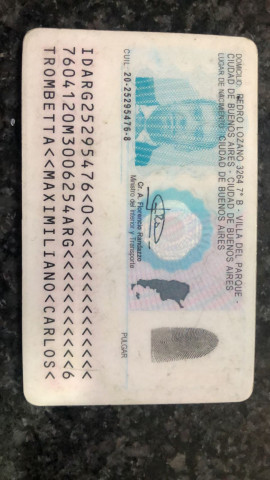 DOMICILIO: PEDRO LOZANO 3264 7° B - VILLA DEL PARQUE -
CIUDAD DE BUENOS AIRES - CIUDAD DE BUENOS AIRES
LUGAR DE NACIMIENTO: CIUDAD DE BUENOS AIRES
CUIL: 20-25295476-8
Cr. A. Florencio Randazzo
Ministro del Interior y Transporte
PULGAR
IDARG25295476<0<<<<<<<<<<<<<<<
7604120M3006254ARG<<<<<<<<<<<6
TROMBETTA<<MAXIMILIANO<CARLOS<